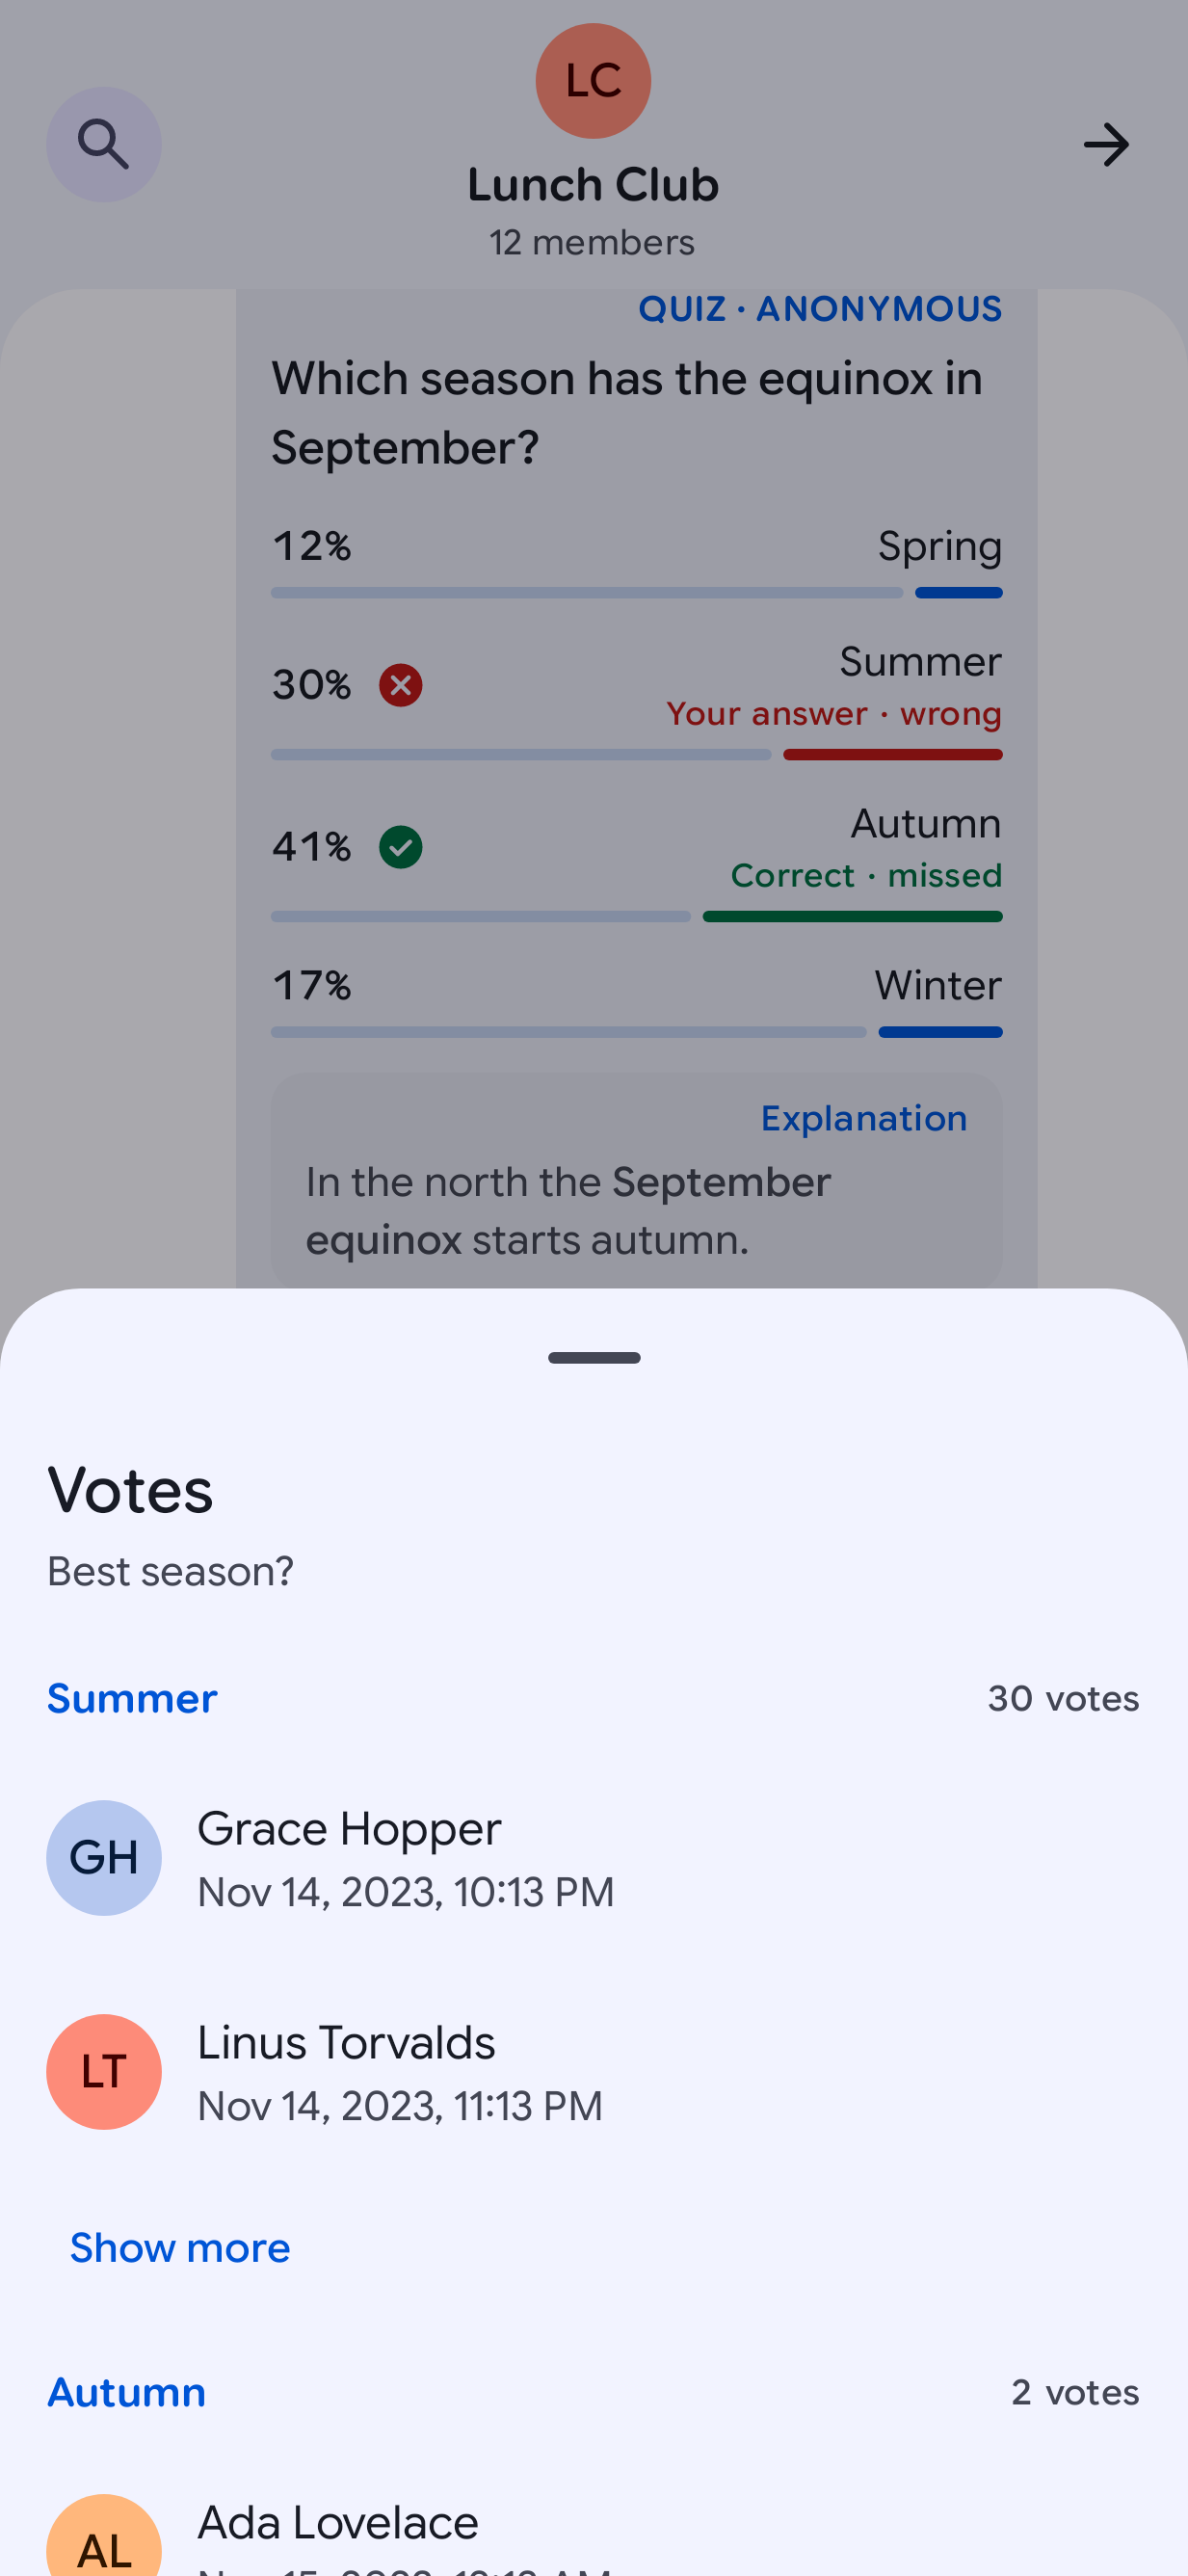 LC
Lunch Club
12 members
QUIZ · ANONYMOUS
Which season has the equinox in
September?
12% Spring
30% Summer
Your answer · wrong
41% Autumn
Correct · missed
17% Winter
Explanation
In the north the September
equinox starts autumn.
Votes
Best season?
Summer 30 votes
GH Grace Hopper
Nov 14, 2023, 10:13 PM
LT Linus Torvalds
Nov 14, 2023, 11:13 PM
Show more
Autumn 2 votes
AL Ada Lovelace